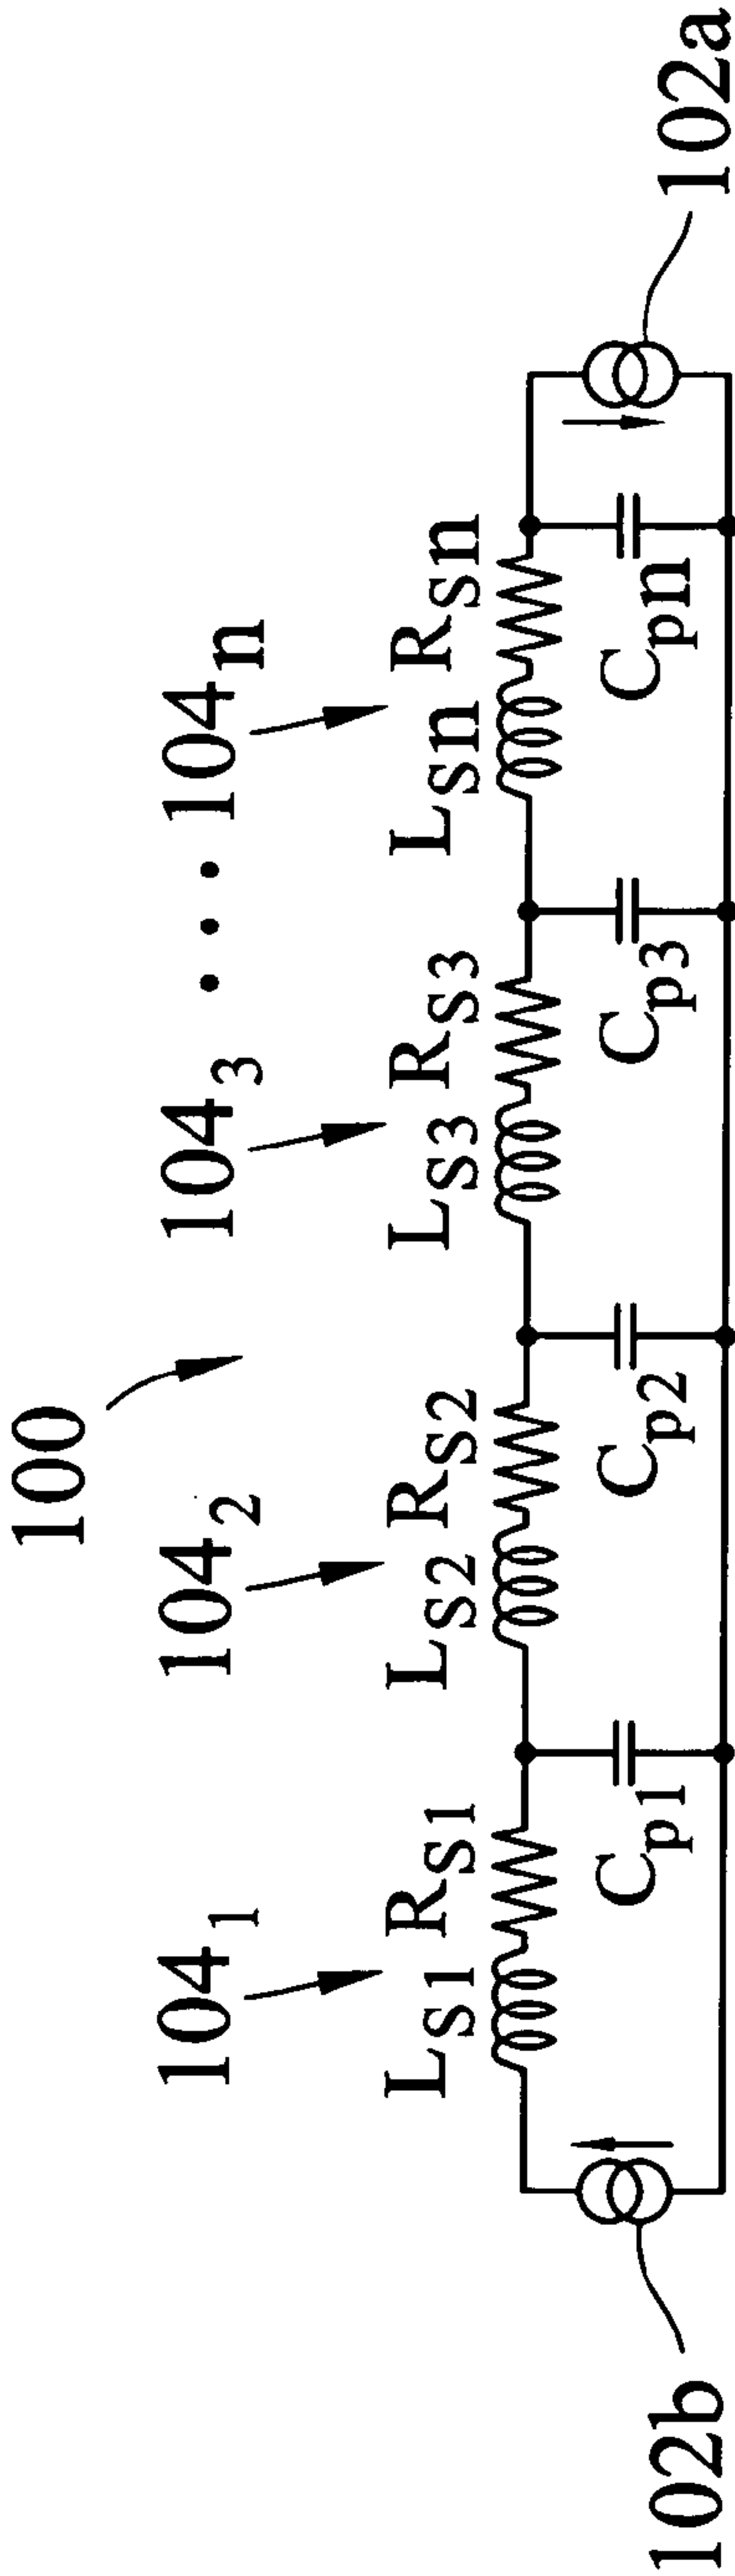 100
104₁ 104₂ 104₃ ••• 104ₙ
L_S1 R_S1 L_S2 R_S2 L_S3 R_S3 L_Sn R_Sn
C_p1 C_p2 C_p3 C_pn
102b 102a